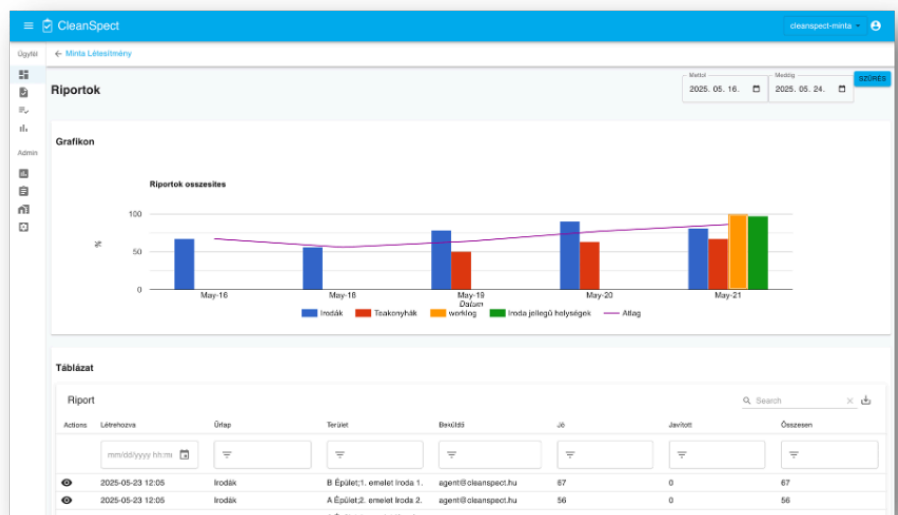 CleanSpect
cleanspect-minta
Ügyfél
← Minta Létesítmény
Riportok
Mettol
2025. 05. 16.
Meddig
2025. 05. 24.
SZŰRÉS
Admin
Grafikon
Riportok osszesites
100
50
0
%
May-16
May-18
May-19
May-20
May-21
Datum
Irodák
Teakonyhák
worklog
Iroda jellegű helységek
Atlag
Táblázat
Riport
Search
Actions Létrehozva Űrlap Terület Beküldő Jó Javított Összesen
mm/dd/yyyy hh:m
2025-05-23 12:05 Irodák B Épület;1. emelet Iroda 1. agent@cleanspect.hu 67 0 67
2025-05-23 12:05 Irodák A Épület;2. emelet Iroda 2. agent@cleanspect.hu 56 0 56